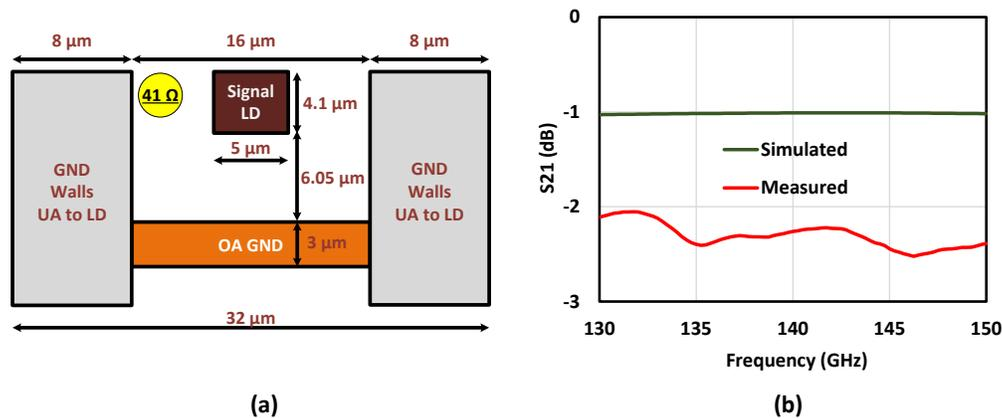 8 µm
16 µm
8 µm
41 Ω
Signal
LD
4.1 µm
5 µm
6.05 µm
GND
Walls
UA to LD
GND
Walls
UA to LD
OA GND
3 µm
32 µm
(a)
0
-1
-2
-3
S21 (dB)
Simulated
Measured
130
135
140
145
150
Frequency (GHz)
(b)